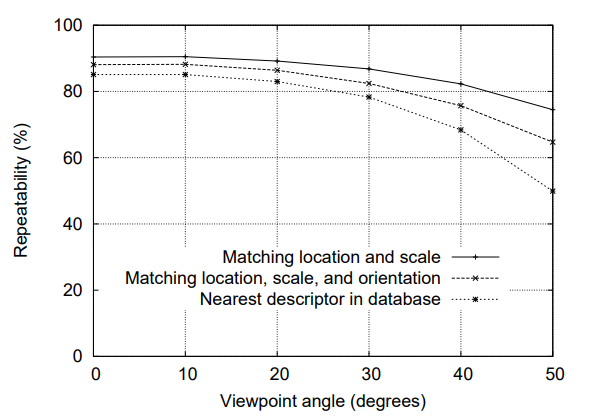 100
80
60
40
20
0
Repeatability (%)
Matching location and scale
Matching location, scale, and orientation
Nearest descriptor in database
0 10 20 30 40 50
Viewpoint angle (degrees)